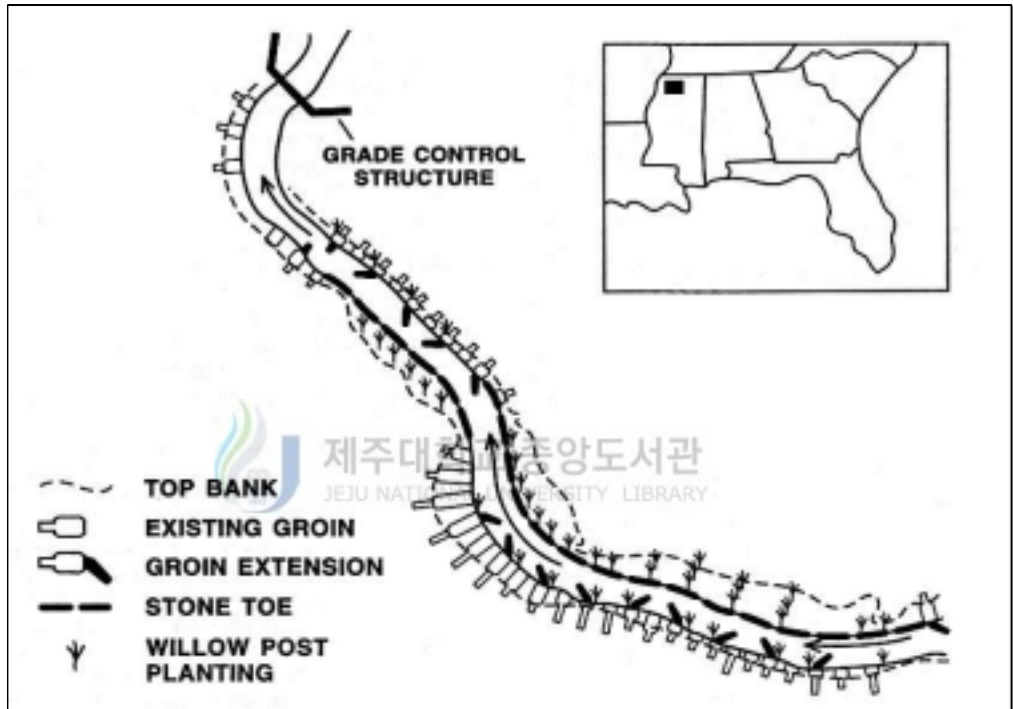 GRADE CONTROL
STRUCTURE
제주대학교 중앙도서관
JEJU NATIONAL UNIVERSITY LIBRARY
TOP BANK
EXISTING GROIN
GROIN EXTENSION
STONE TOE
WILLOW POST
PLANTING